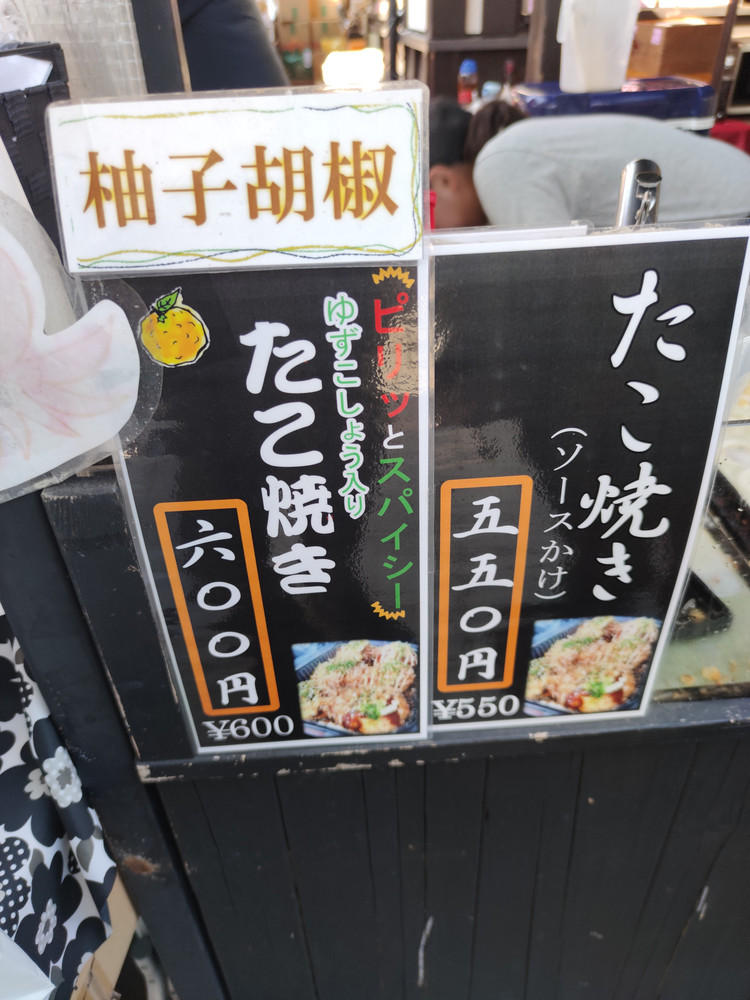 柚子胡椒
ピリッとスパイシー
ゆずこしょう入り
たこ焼き
六〇〇円
¥600
たこ焼き
（ソースかけ）
五五〇円
¥550